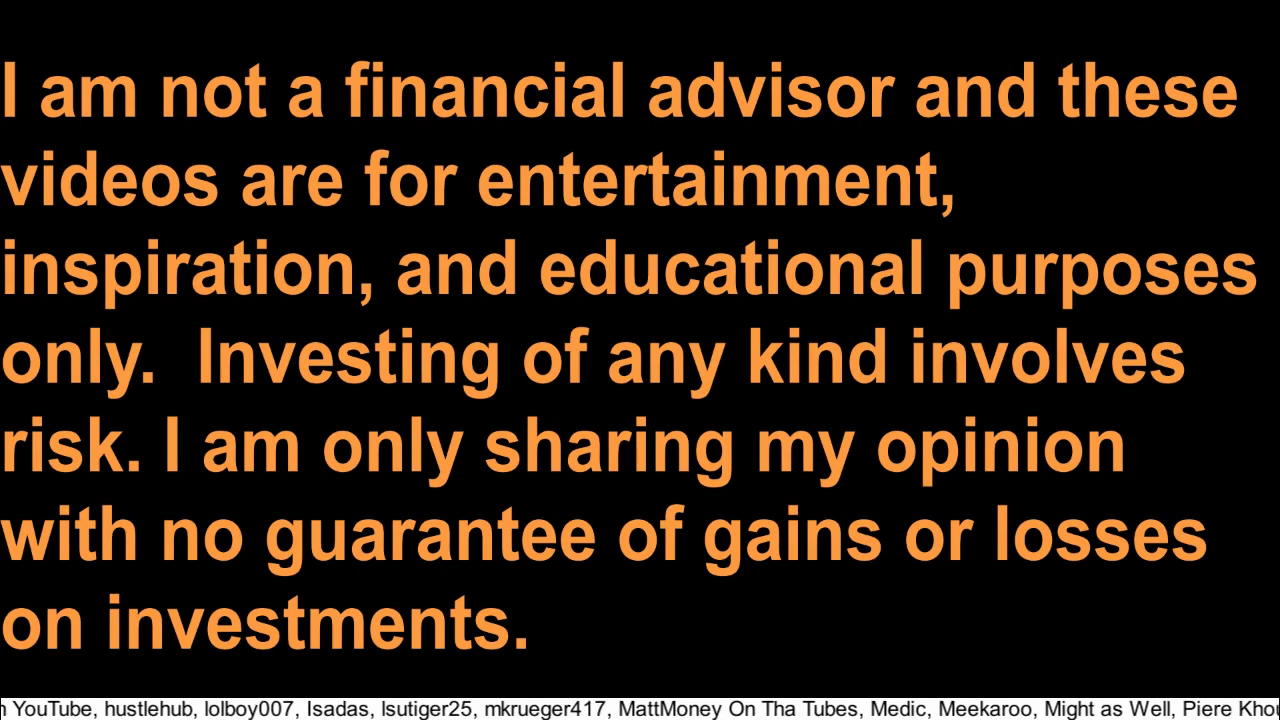 I am not a financial advisor and these
videos are for entertainment,
inspiration, and educational purposes
only.  Investing of any kind involves
risk. I am only sharing my opinion
with no guarantee of gains or losses
on investments.
YouTube, hustlehub, lolboy007, Isadas, lsutiger25, mkrueger417, MattMoney On Tha Tubes, Medic, Meekaroo, Might as Well, Piere